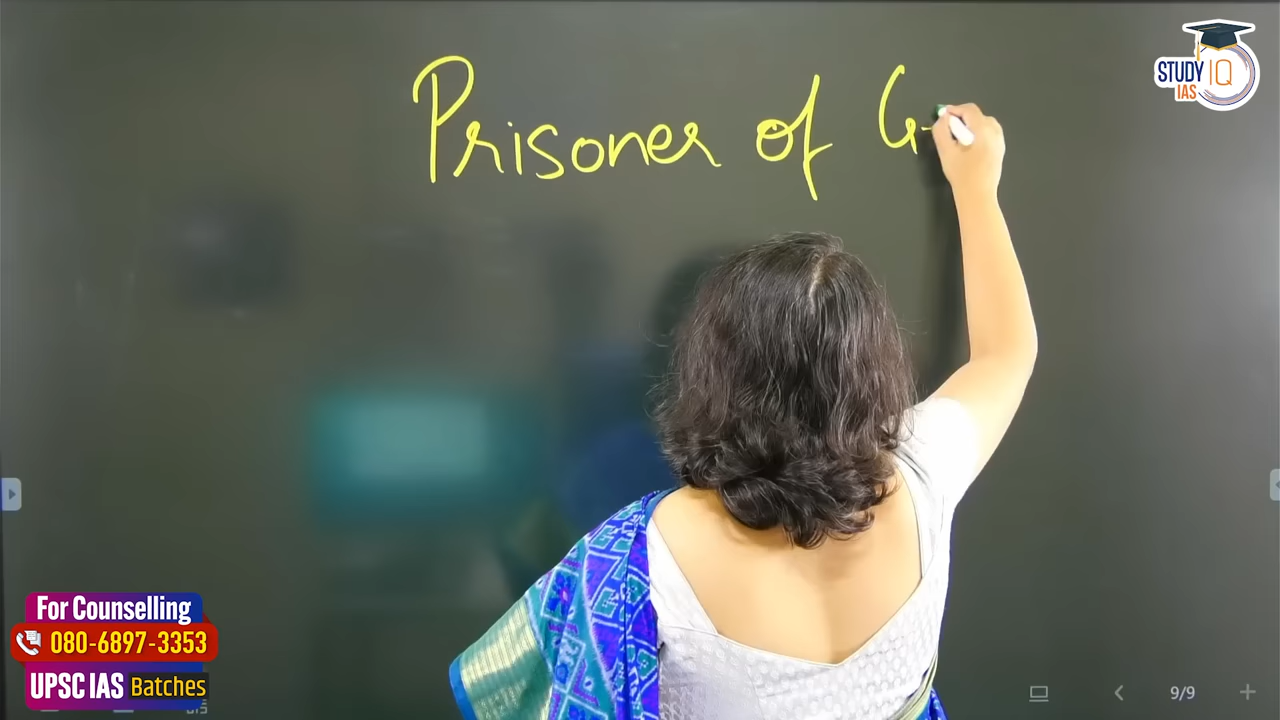 Prisoner of G
STUDY IQ
IAS
For Counselling
080-6897-3353
UPSC IAS Batches
9/9